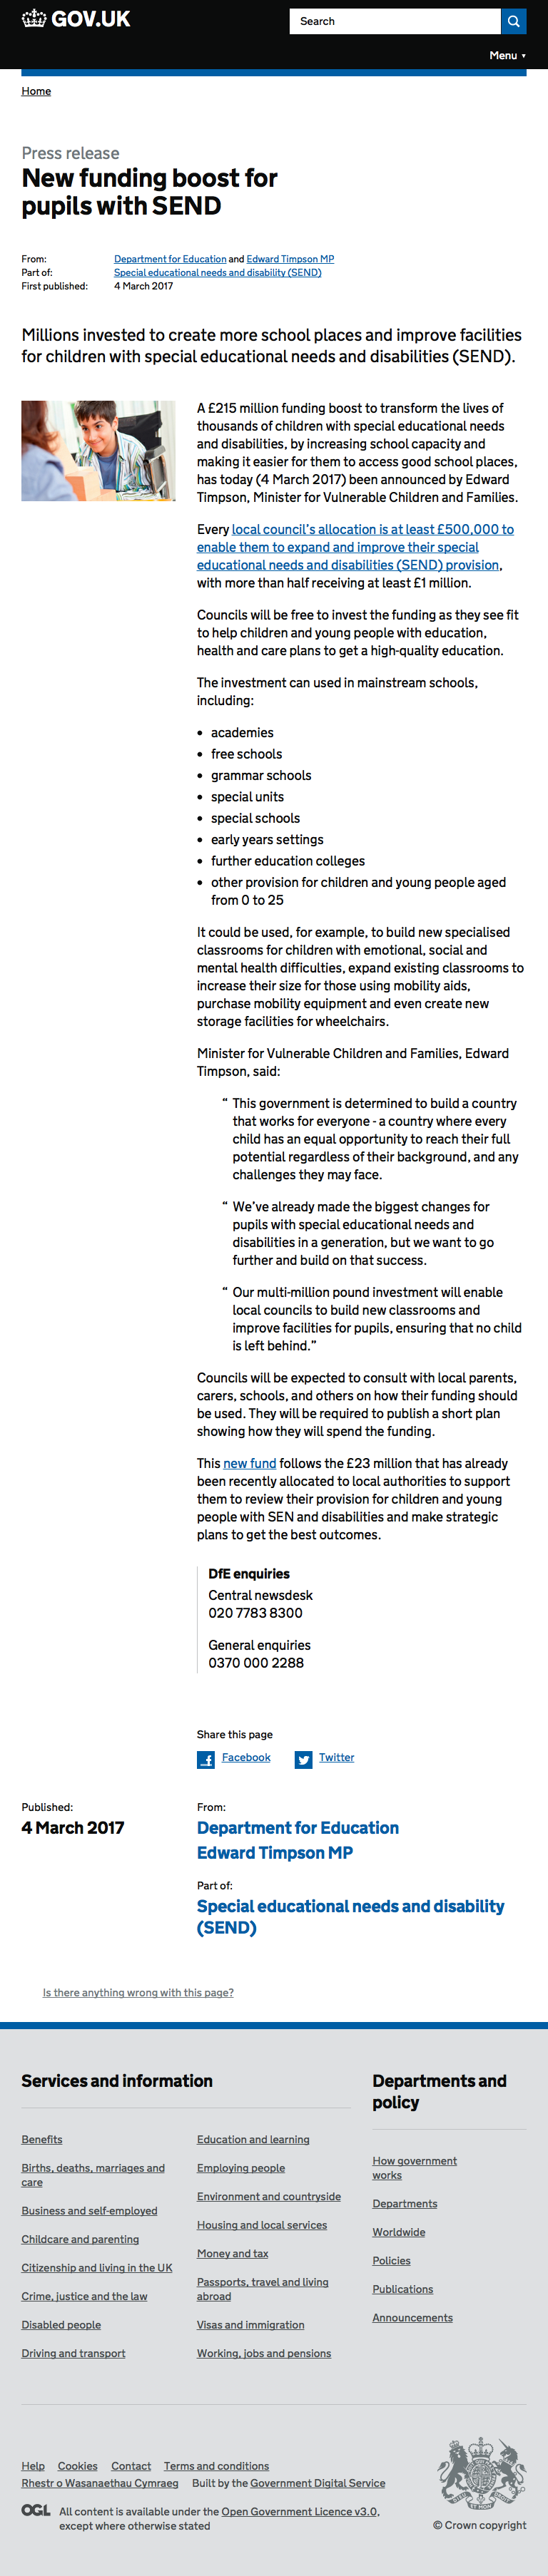 GOV.UK
Search
Menu ▾
Home
Press release
New funding boost for
pupils with SEND
From: Department for Education and Edward Timpson MP
Part of: Special educational needs and disability (SEND)
First published: 4 March 2017
Millions invested to create more school places and improve facilities
for children with special educational needs and disabilities (SEND).
A £215 million funding boost to transform the lives of
thousands of children with special educational needs
and disabilities, by increasing school capacity and
making it easier for them to access good school places,
has today (4 March 2017) been announced by Edward
Timpson, Minister for Vulnerable Children and Families.
Every local council's allocation is at least £500,000 to
enable them to expand and improve their special
educational needs and disabilities (SEND) provision,
with more than half receiving at least £1 million.
Councils will be free to invest the funding as they see fit
to help children and young people with education,
health and care plans to get a high-quality education.
The investment can used in mainstream schools,
including:
• academies
• free schools
• grammar schools
• special units
• special schools
• early years settings
• further education colleges
• other provision for children and young people aged
from 0 to 25
It could be used, for example, to build new specialised
classrooms for children with emotional, social and
mental health difficulties, expand existing classrooms to
increase their size for those using mobility aids,
purchase mobility equipment and even create new
storage facilities for wheelchairs.
Minister for Vulnerable Children and Families, Edward
Timpson, said:
“ This government is determined to build a country
that works for everyone - a country where every
child has an equal opportunity to reach their full
potential regardless of their background, and any
challenges they may face.
“ We’ve already made the biggest changes for
pupils with special educational needs and
disabilities in a generation, but we want to go
further and build on that success.
“ Our multi-million pound investment will enable
local councils to build new classrooms and
improve facilities for pupils, ensuring that no child
is left behind.”
Councils will be expected to consult with local parents,
carers, schools, and others on how their funding should
be used. They will be required to publish a short plan
showing how they will spend the funding.
This new fund follows the £23 million that has already
been recently allocated to local authorities to support
them to review their provision for children and young
people with SEN and disabilities and make strategic
plans to get the best outcomes.
DfE enquiries
Central newsdesk
020 7783 8300
General enquiries
0370 000 2288
Share this page
Facebook Twitter
Published:
4 March 2017
From:
Department for Education
Edward Timpson MP
Part of:
Special educational needs and disability
(SEND)
Is there anything wrong with this page?
Services and information
Benefits
Births, deaths, marriages and
care
Business and self-employed
Childcare and parenting
Citizenship and living in the UK
Crime, justice and the law
Disabled people
Driving and transport
Education and learning
Employing people
Environment and countryside
Housing and local services
Money and tax
Passports, travel and living
abroad
Visas and immigration
Working, jobs and pensions
Departments and
policy
How government
works
Departments
Worldwide
Policies
Publications
Announcements
Help Cookies Contact Terms and conditions
Rhestr o Wasanaethau Cymraeg Built by the Government Digital Service
OGL All content is available under the Open Government Licence v3.0,
except where otherwise stated
© Crown copyright